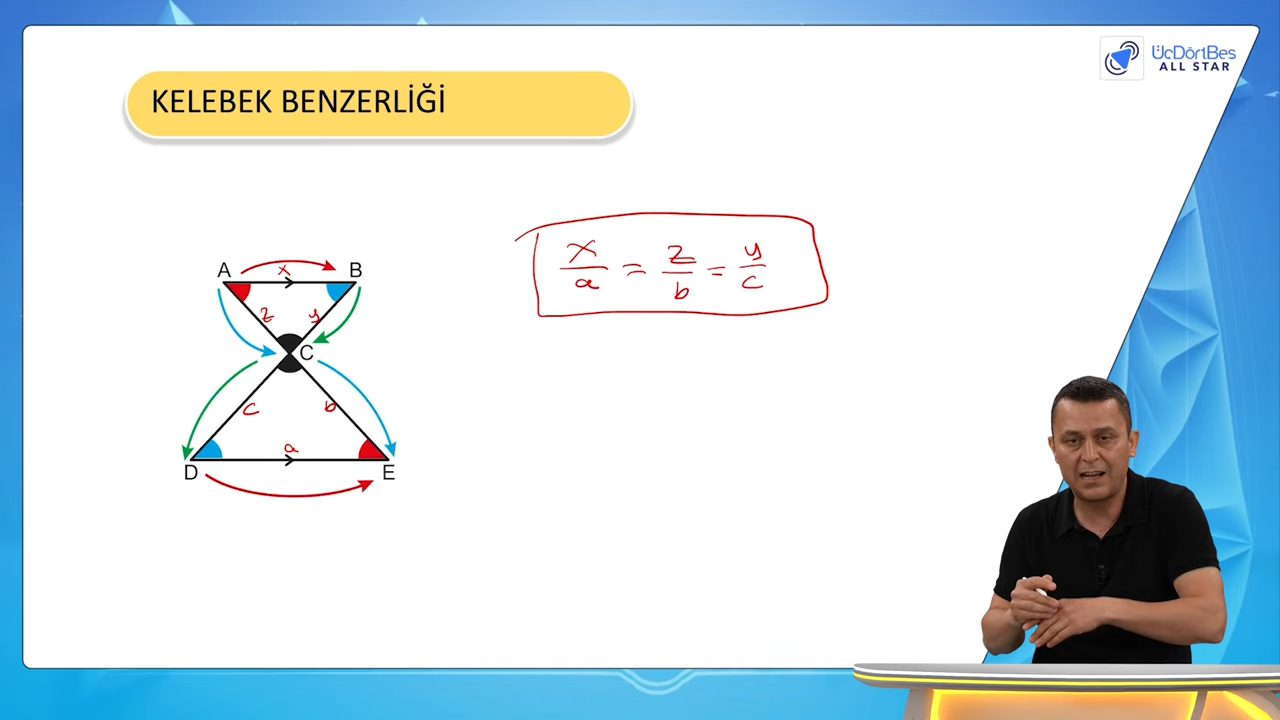 ÜçDörtBeş
ALL STAR
KELEBEK BENZERLİĞİ
x/a = z/b = y/c
A x B
z y
C
c b
a
D E